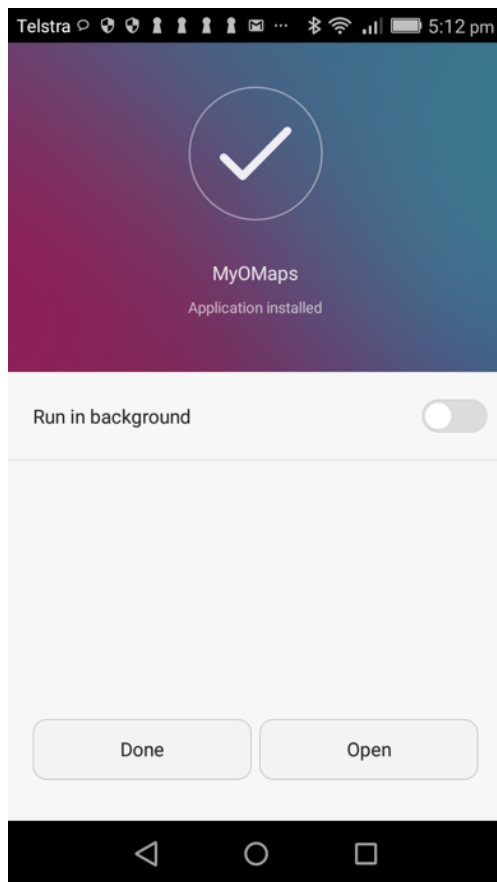 Telstra 5:12 pm
MyOMaps
Application installed
Run in background
Done Open